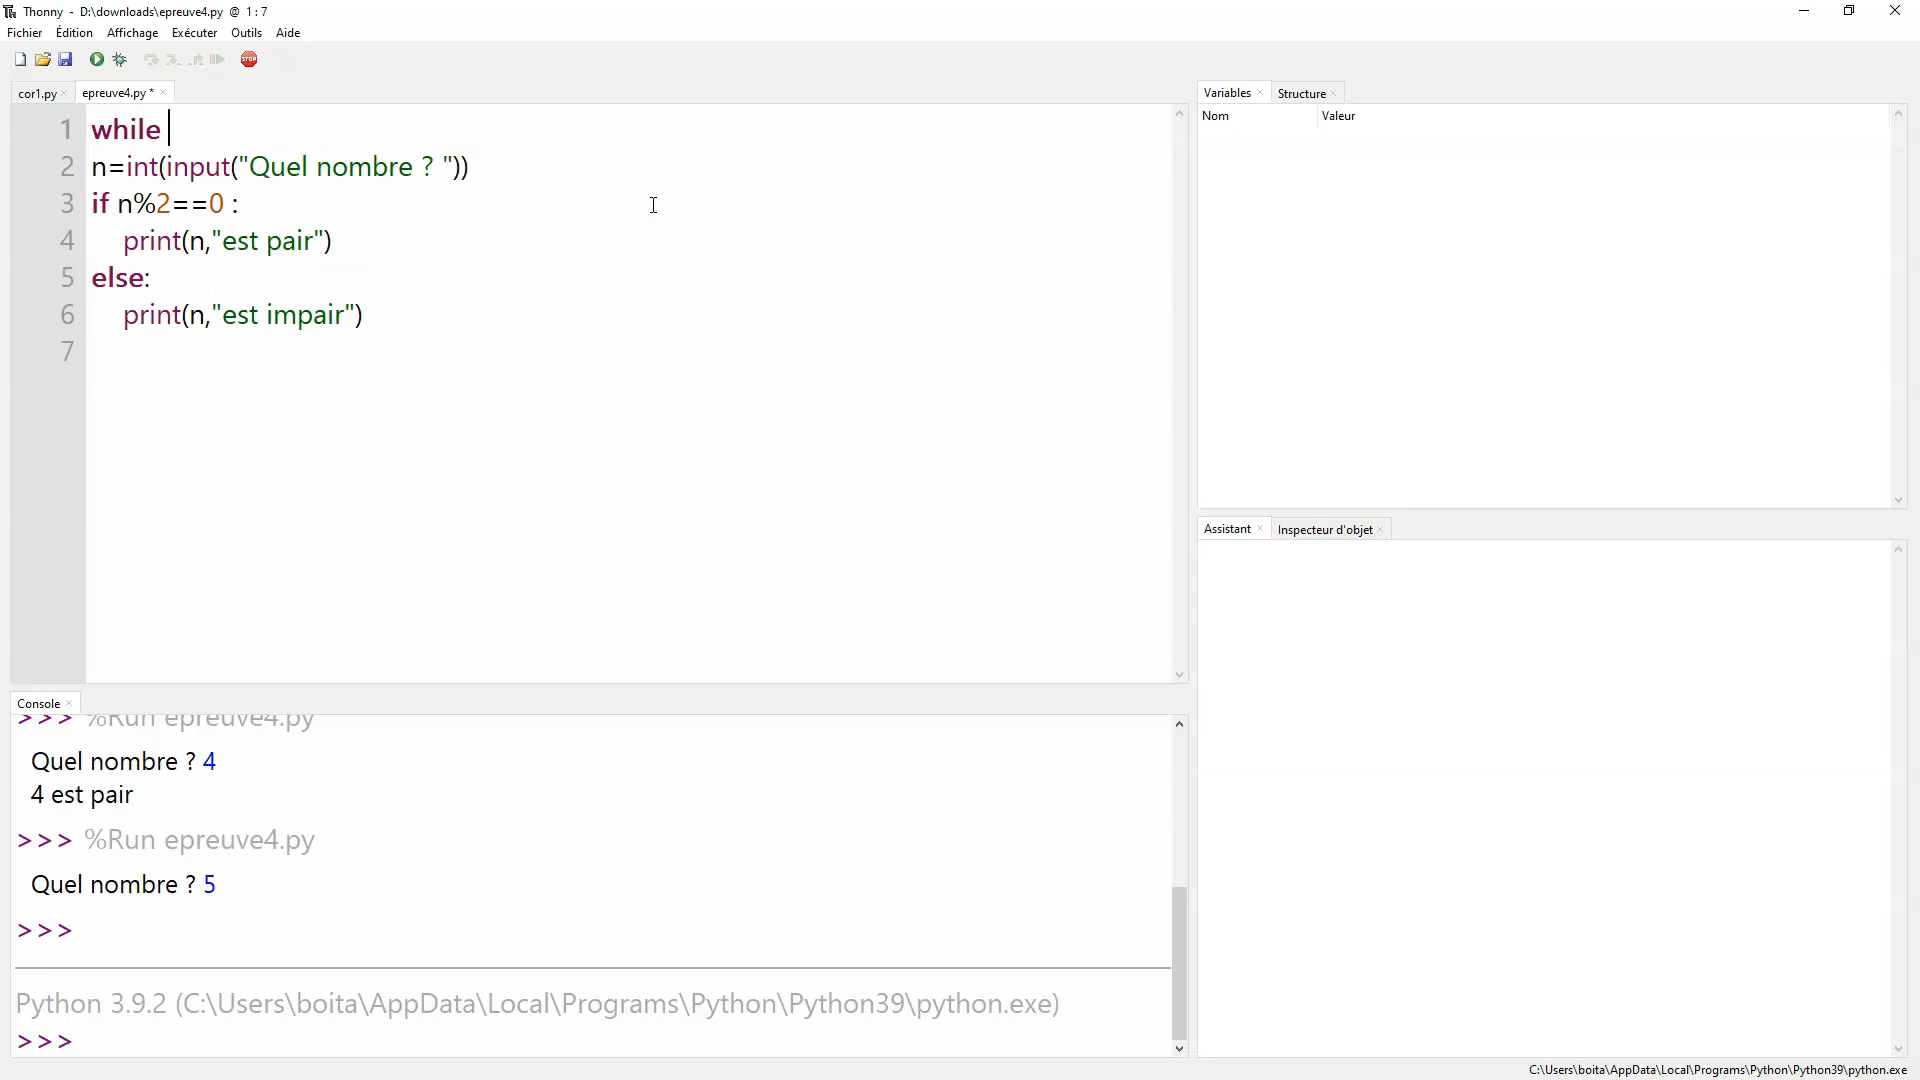 Thonny - D:\downloads\epreuve4.py @ 1 : 7
Fichier Édition Affichage Exécuter Outils Aide
STOP
cor1.py × epreuve4.py * ×
1 while
2 n=int(input("Quel nombre ? "))
3 if n%2==0 :
4 print(n,"est pair")
5 else:
6 print(n,"est impair")
7
Variables × Structure ×
Nom Valeur
Assistant × Inspecteur d'objet ×
Console ×
>>> %Run epreuve4.py
Quel nombre ? 4
4 est pair
>>> %Run epreuve4.py
Quel nombre ? 5
>>>
Python 3.9.2 (C:\Users\boita\AppData\Local\Programs\Python\Python39\python.exe)
>>>
C:\Users\boita\AppData\Local\Programs\Python\Python39\python.exe